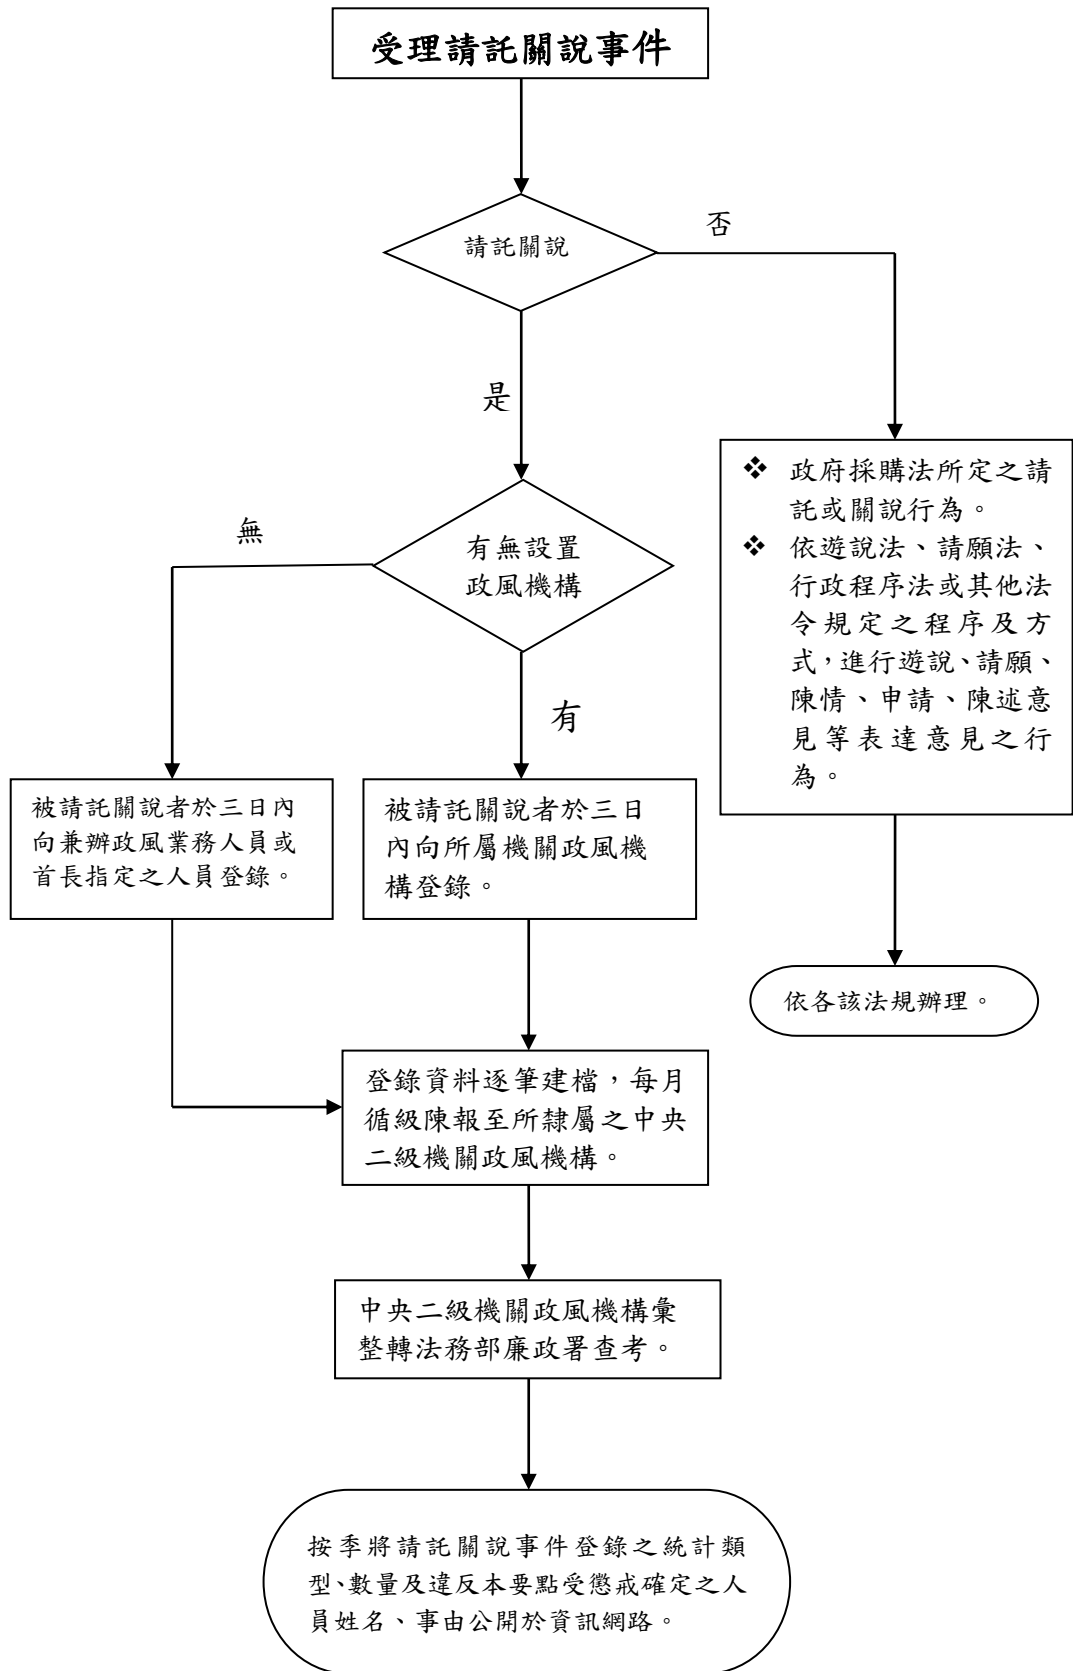 受理請託關說事件
請託關說
否
是
有無設置
政風機構
無
有
❖ 政府採購法所定之請
託或關說行為。
❖ 依遊說法、請願法、
行政程序法或其他法
令規定之程序及方
式,進行遊說、請願、
陳情、申請、陳述意
見等表達意見之行
為。
被請託關說者於三日內
向兼辦政風業務人員或
首長指定之人員登錄。
被請託關說者於三日
內向所屬機關政風機
構登錄。
依各該法規辦理。
登錄資料逐筆建檔,每月
循級陳報至所隸屬之中央
二級機關政風機構。
中央二級機關政風機構彙
整轉法務部廉政署查考。
按季將請託關說事件登錄之統計類
型、數量及違反本要點受懲戒確定之人
員姓名、事由公開於資訊網路。